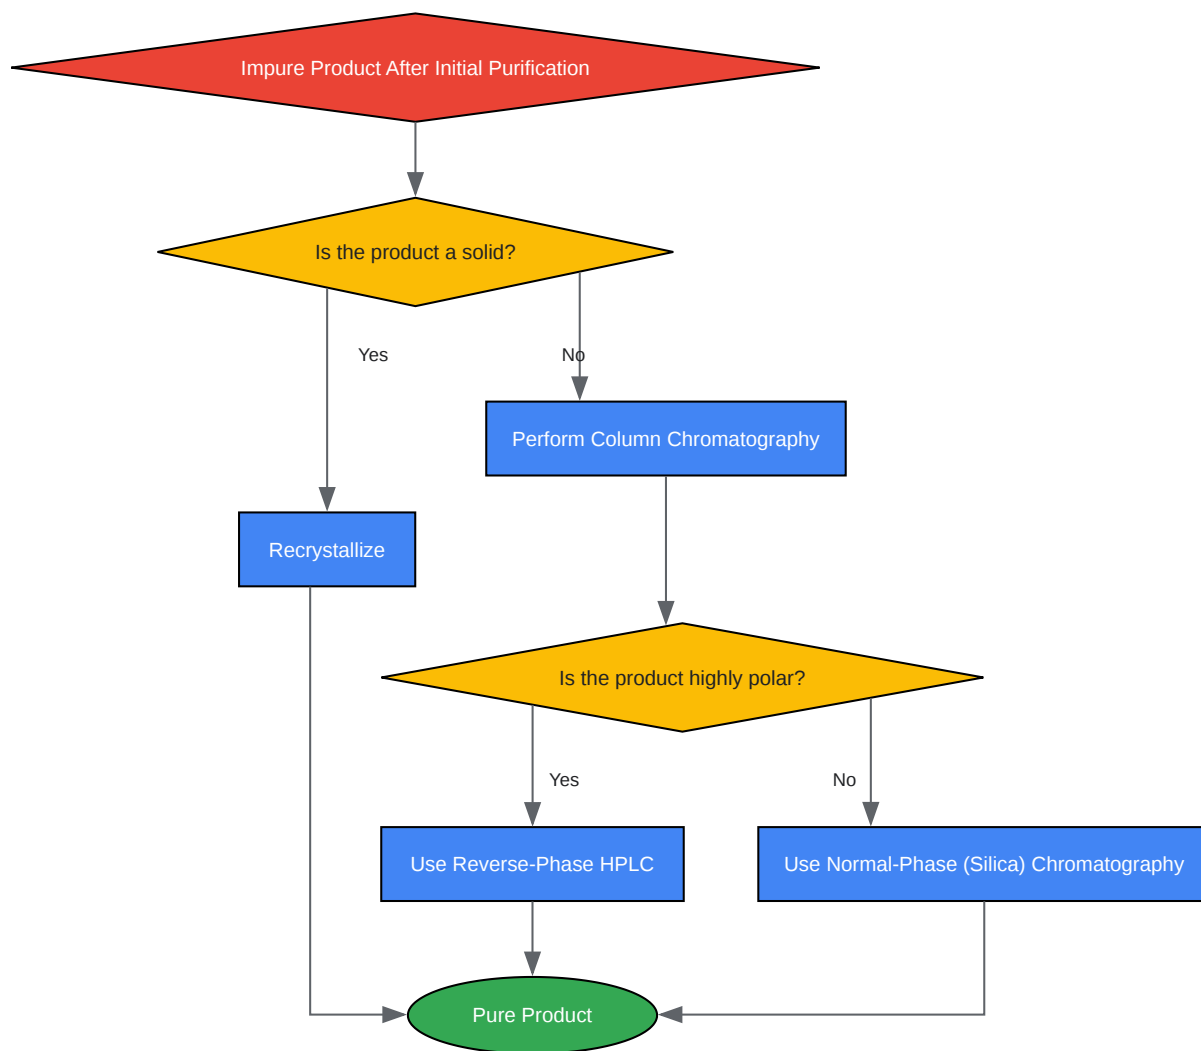 Impure Product After Initial Purification
Is the product a solid?
Yes
No
Perform Column Chromatography
Recrystallize
Is the product highly polar?
Yes
No
Use Reverse-Phase HPLC
Use Normal-Phase (Silica) Chromatography
Pure Product